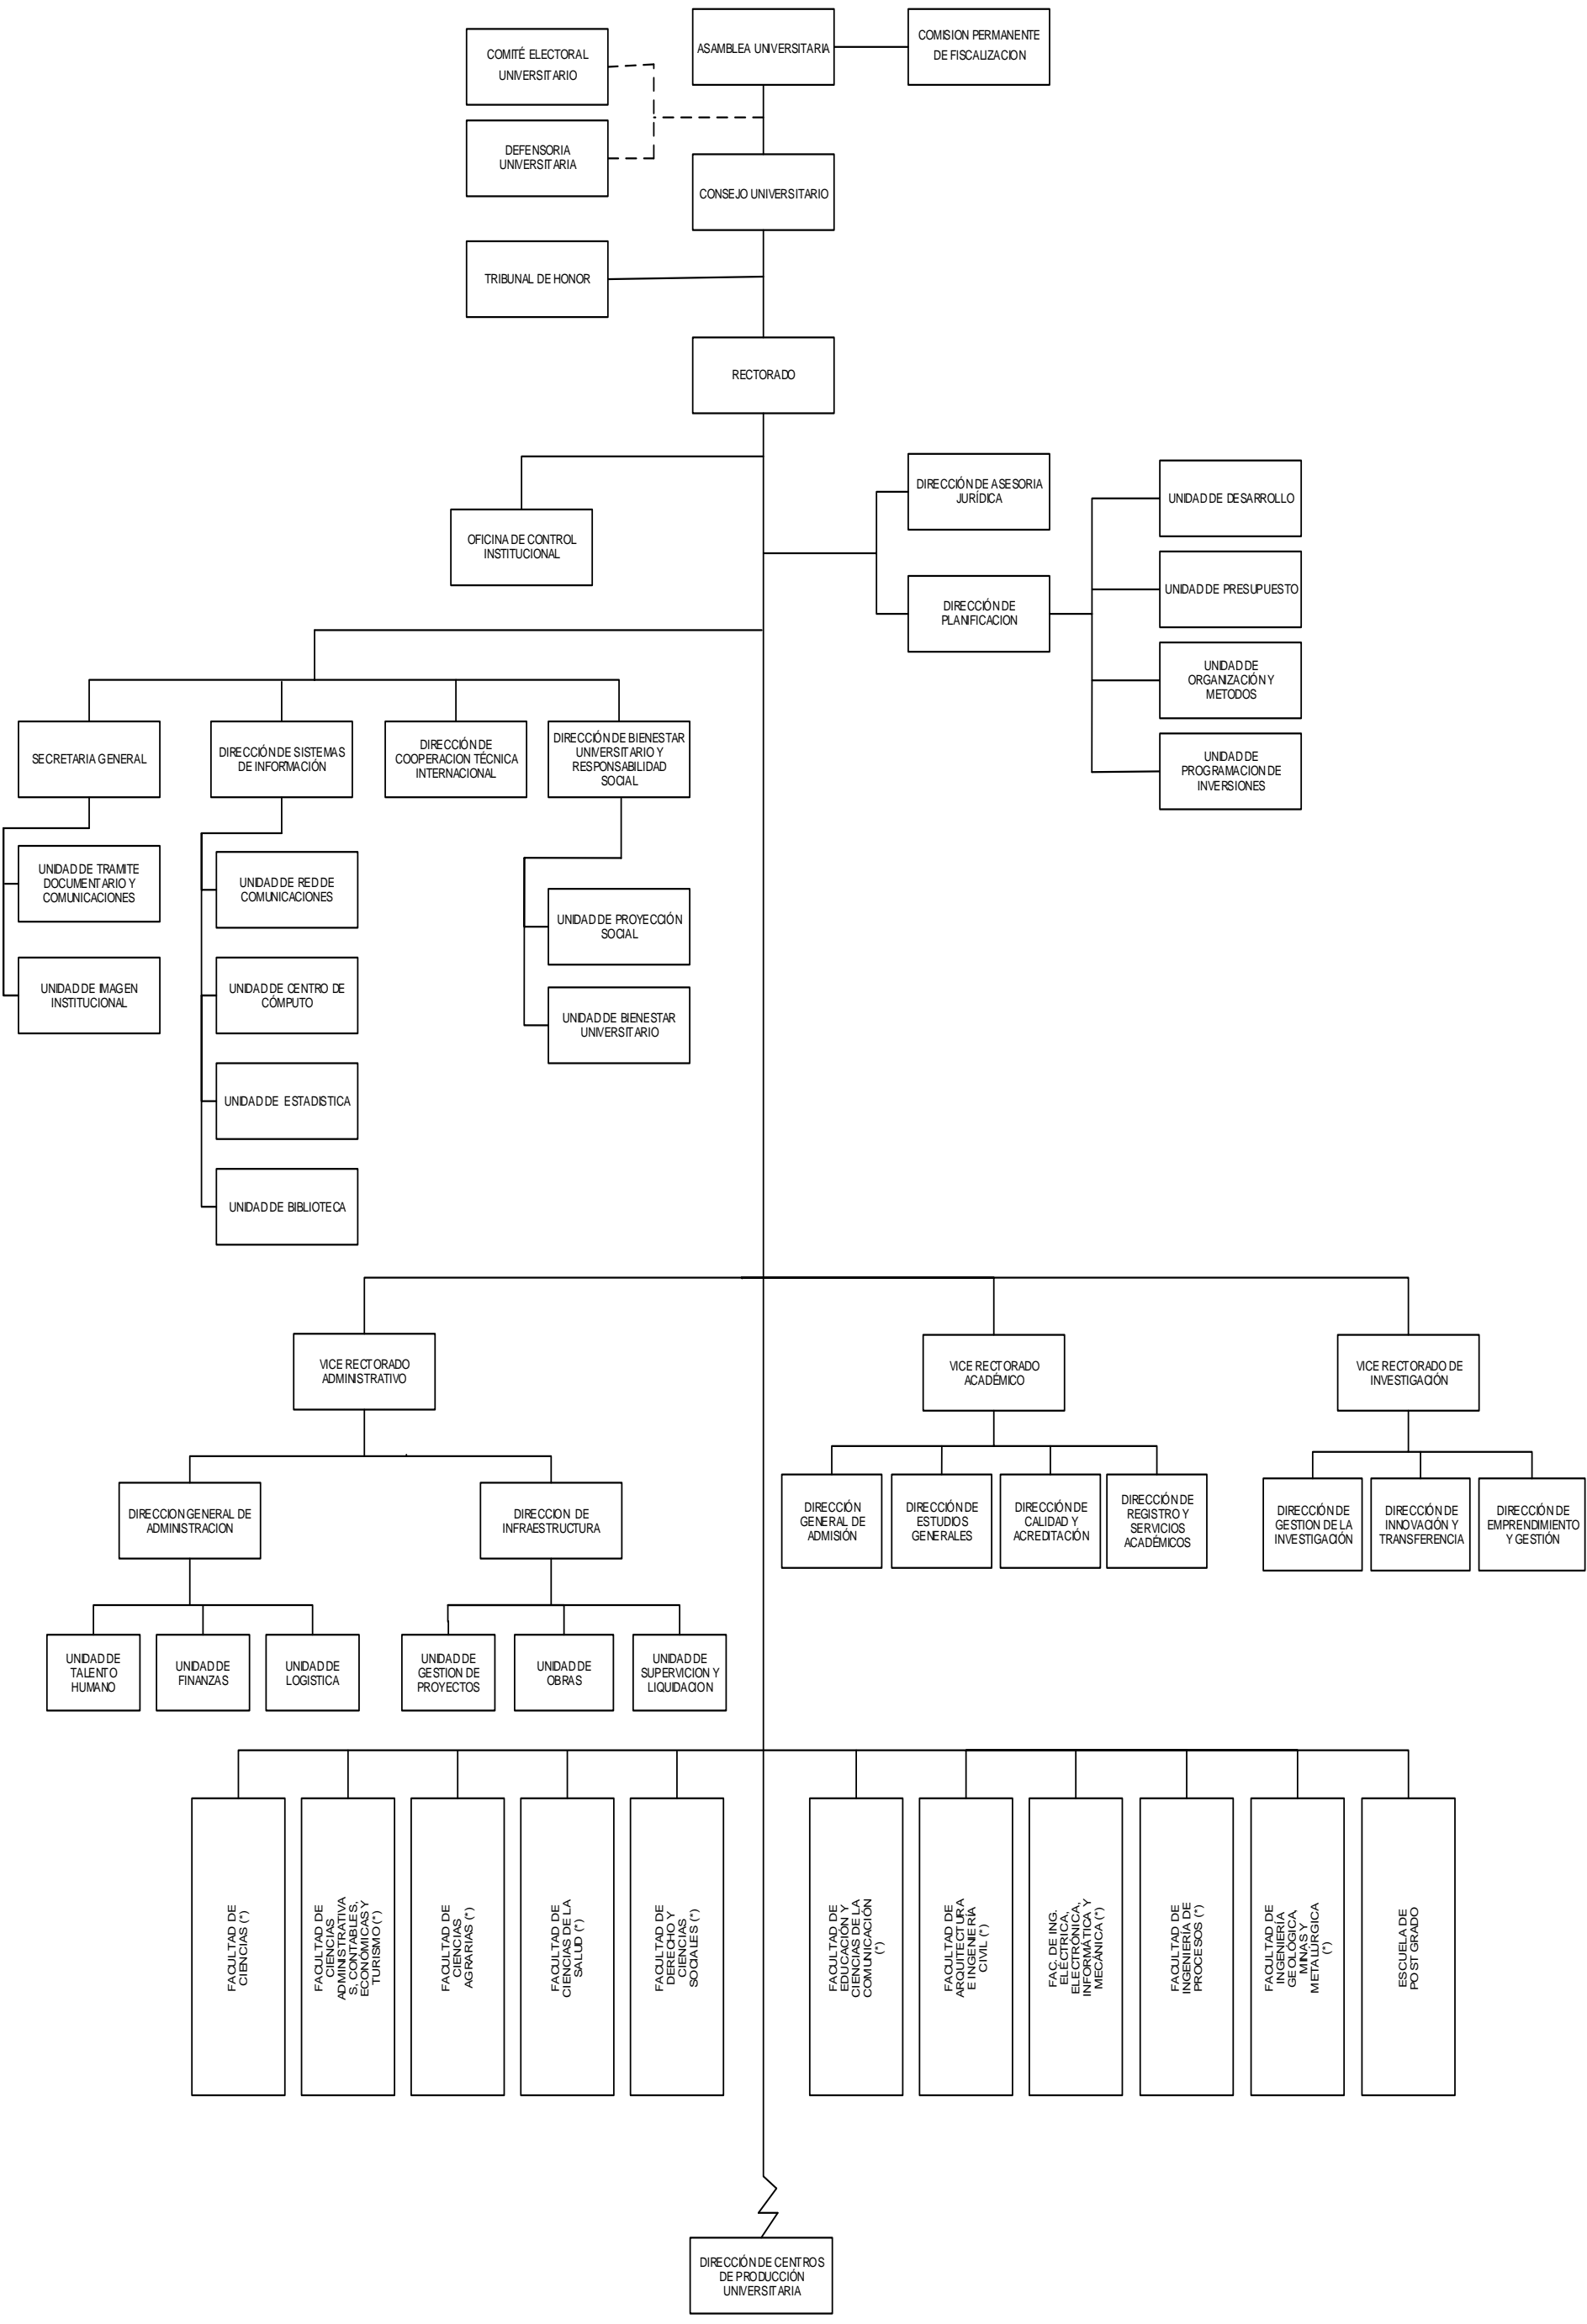 ASAMBLEA UNIVERSITARIA
COMISION PERMANENTE
DE FISCALIZACION
COMITÉ ELECTORAL
UNIVERSITARIO
DEFENSORIA
UNIVERSITARIA
CONSEJO UNIVERSITARIO
TRIBUNAL DE HONOR
RECTORADO
OFICINA DE CONTROL
INSTITUCIONAL
DIRECCIÓN DE ASESORIA
JURÍDICA
DIRECCIÓN DE
PLANIFICACION
UNIDAD DE DESARROLLO
UNIDAD DE PRESUPUESTO
UNIDAD DE
ORGANIZACIÓN Y
METODOS
UNIDAD DE
PROGRAMACION DE
INVERSIONES
SECRETARIA GENERAL
DIRECCIÓN DE SISTEMAS
DE INFORMACIÓN
DIRECCIÓN DE
COOPERACION TÉCNICA
INTERNACIONAL
DIRECCIÓN DE BIENESTAR
UNIVERSITARIO Y
RESPONSABILIDAD
SOCIAL
UNIDAD DE TRAMITE
DOCUMENTARIO Y
COMUNICACIONES
UNIDAD DE IMAGEN
INSTITUCIONAL
UNIDAD DE RED DE
COMUNICACIONES
UNIDAD DE CENTRO DE
CÓMPUTO
UNIDAD DE ESTADISTICA
UNIDAD DE BIBLIOTECA
UNIDAD DE PROYECCIÓN
SOCIAL
UNIDAD DE BIENESTAR
UNIVERSITARIO
VICE RECTORADO
ADMINISTRATIVO
VICE RECTORADO
ACADÉMICO
VICE RECTORADO DE
INVESTIGACIÓN
DIRECCION GENERAL DE
ADMINISTRACION
DIRECCION DE
INFRAESTRUCTURA
DIRECCIÓN
GENERAL DE
ADMISIÓN
DIRECCIÓN DE
ESTUDIOS
GENERALES
DIRECCIÓN DE
CALIDAD Y
ACREDITACIÓN
DIRECCIÓN DE
REGISTRO Y
SERVICIOS
ACADÉMICOS
DIRECCIÓN DE
GESTION DE LA
INVESTIGACIÓN
DIRECCIÓN DE
INNOVACIÓN Y
TRANSFERENCIA
DIRECCIÓN DE
EMPRENDIMIENTO
Y GESTIÓN
UNIDAD DE
TALENTO
HUMANO
UNIDAD DE
FINANZAS
UNIDAD DE
LOGISTICA
UNIDAD DE
GESTION DE
PROYECTOS
UNIDAD DE
OBRAS
UNIDAD DE
SUPERVICION Y
LIQUIDACION
FACULTAD DE
CIENCIAS (*)
FACULTAD DE
CIENCIAS
ADMINISTRATIVA
S, CONTABLES,
ECONÓMICAS Y
TURISMO (*)
FACULTAD DE
CIENCIAS
AGRARIAS (*)
FACULTAD DE
CIENCIAS DE LA
SALUD (*)
FACULTAD DE
DERECHO Y
CIENCIAS
SOCIALES (*)
FACULTAD DE
EDUCACIÓN Y
CIENCIAS DE LA
COMUNICACIÓN
(*)
FACULTAD DE
ARQUITECTURA
E INGENIERÍA
CIVIL (*)
FAC. DE ING.
ELÉCTRICA,
ELECTRÓNICA,
INFORMÁTICA Y
MECÁNICA (*)
FACULTAD DE
INGENIERÍA DE
PROCESOS (*)
FACULTAD DE
INGENIERÍA
GEOLÓGICA,
MINAS Y
METALÚRGICA
(*)
ESCUELA DE
POST GRADO
DIRECCIÓN DE CENTROS
DE PRODUCCIÓN
UNIVERSITARIA